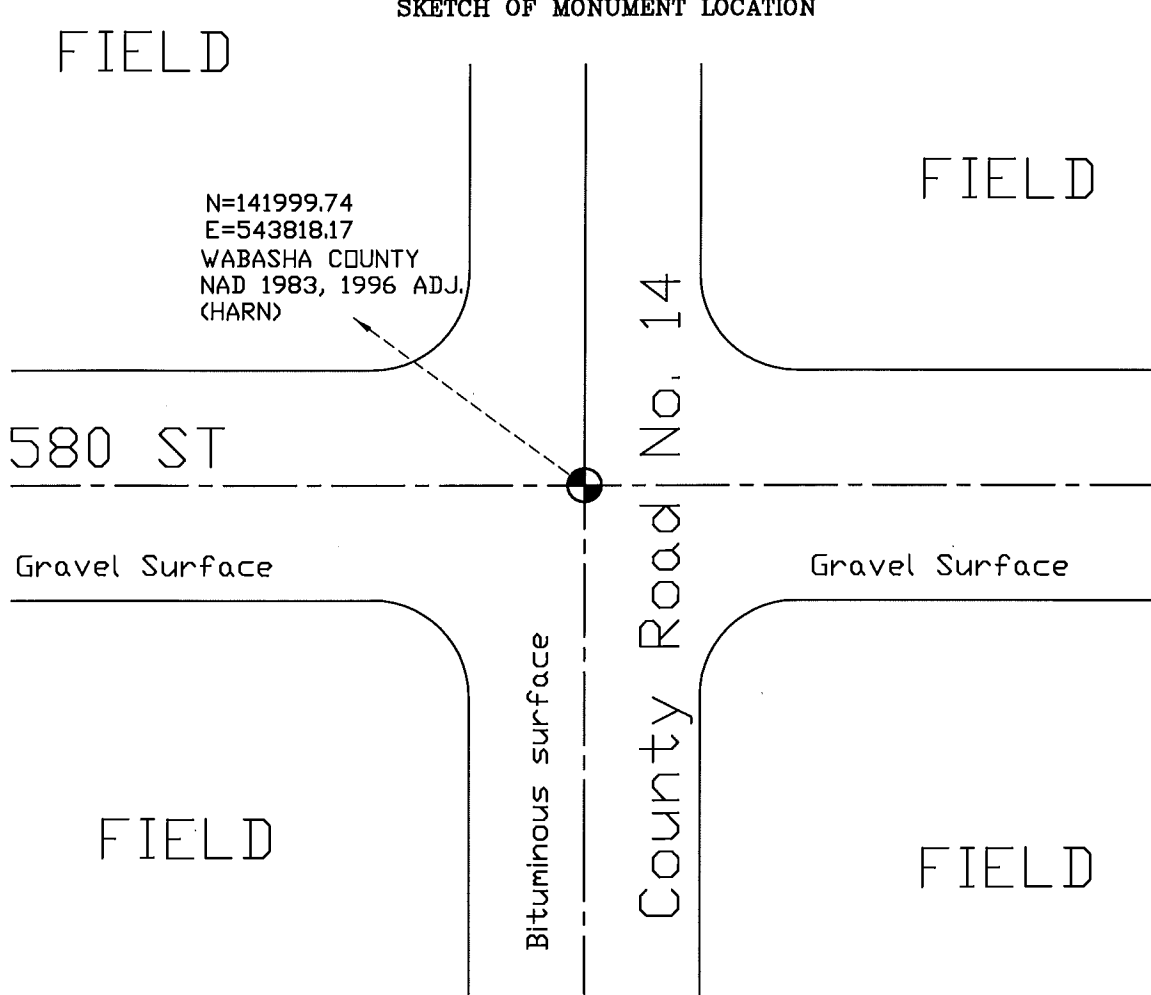 SKETCH OF MONUMENT LOCATION
FIELD
FIELD
N=141999.74
E=543818.17
WABASHA COUNTY
NAD 1983, 1996 ADJ.
(HARN)
580 ST
County Road No. 14
Gravel Surface
Gravel Surface
Bituminous surface
FIELD
FIELD